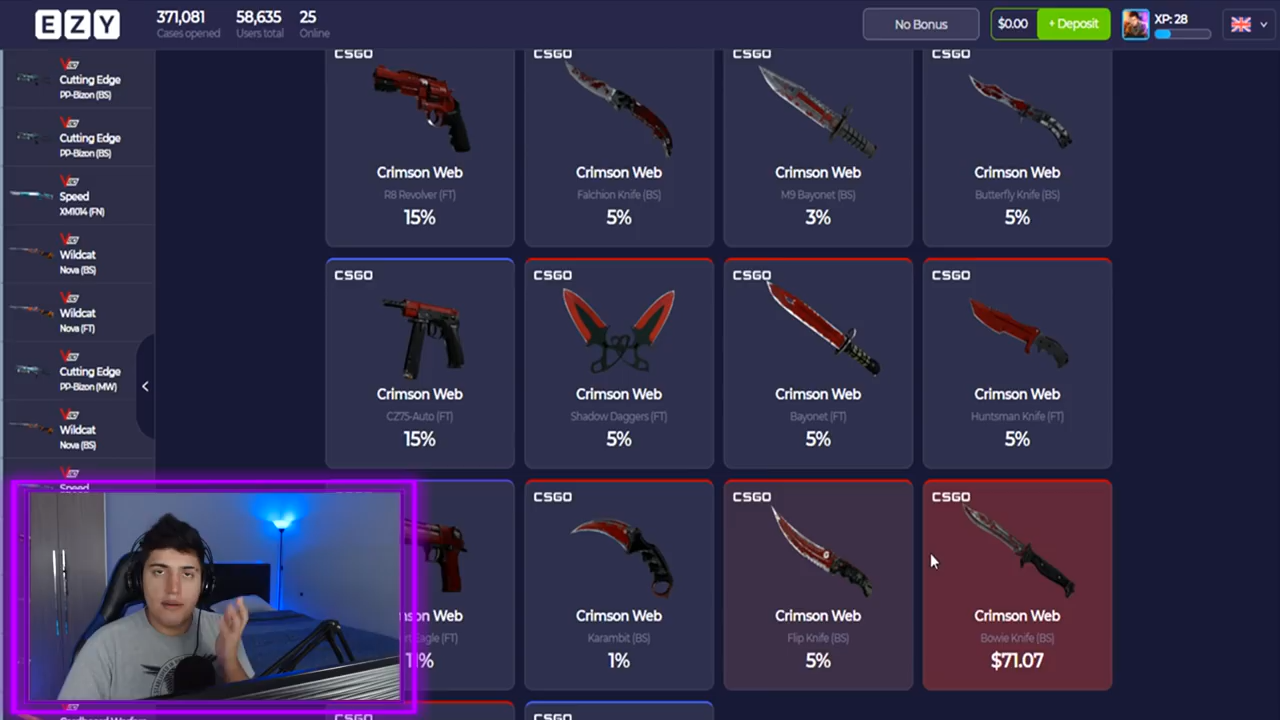 EZY
371,081
Cases opened
58,635
Users total
25
Online
No Bonus
$0.00
+ Deposit
XP: 28
Cutting Edge
PP-Bizon (BS)
Cutting Edge
PP-Bizon (BS)
Speed
XM1014 (FN)
Wildcat
Nova (BS)
Wildcat
Nova (FT)
Cutting Edge
PP-Bizon (MW)
Wildcat
Nova (BS)
Speed
CSGO
Crimson Web
R8 Revolver (FT)
15%
CSGO
Crimson Web
Falchion Knife (BS)
5%
CSGO
Crimson Web
M9 Bayonet (BS)
3%
CSGO
Crimson Web
Butterfly Knife (BS)
5%
CSGO
Crimson Web
CZ75-Auto (FT)
15%
CSGO
Crimson Web
Shadow Daggers (FT)
5%
CSGO
Crimson Web
Bayonet (FT)
5%
CSGO
Crimson Web
Huntsman Knife (FT)
5%
Web
Eagle (FT)
11%
CSGO
Crimson Web
Karambit (BS)
1%
CSGO
Crimson Web
Flip Knife (BS)
5%
CSGO
Crimson Web
Bowie Knife (BS)
$71.07
CSGO
CSGO